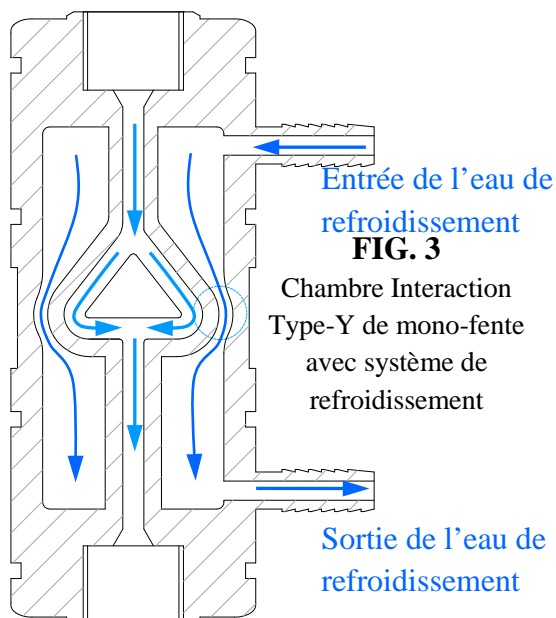 Entrée de l’eau de
refroidissement
FIG. 3
Chambre Interaction
Type-Y de mono-fente
avec système de
refroidissement
Sortie de l’eau de
refroidissement